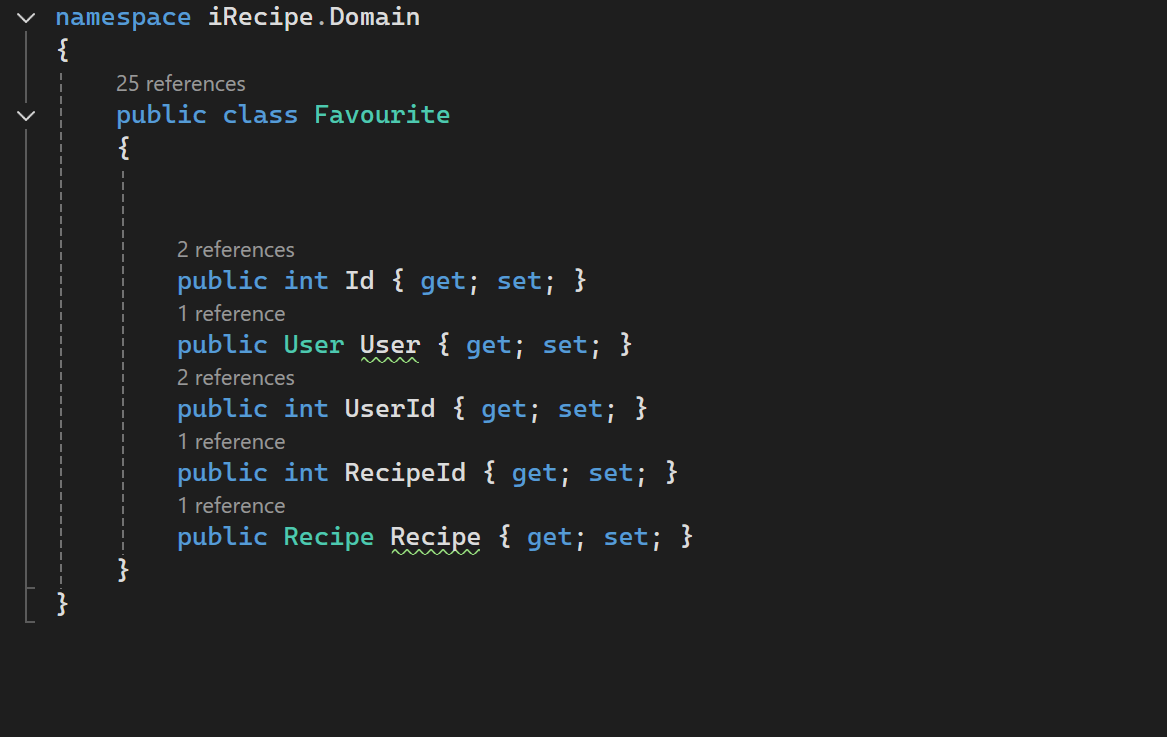 namespace iRecipe.Domain
{
25 references
public class Favourite
{
2 references
public int Id { get; set; }
1 reference
public User User { get; set; }
2 references
public int UserId { get; set; }
1 reference
public int RecipeId { get; set; }
1 reference
public Recipe Recipe { get; set; }
}
}